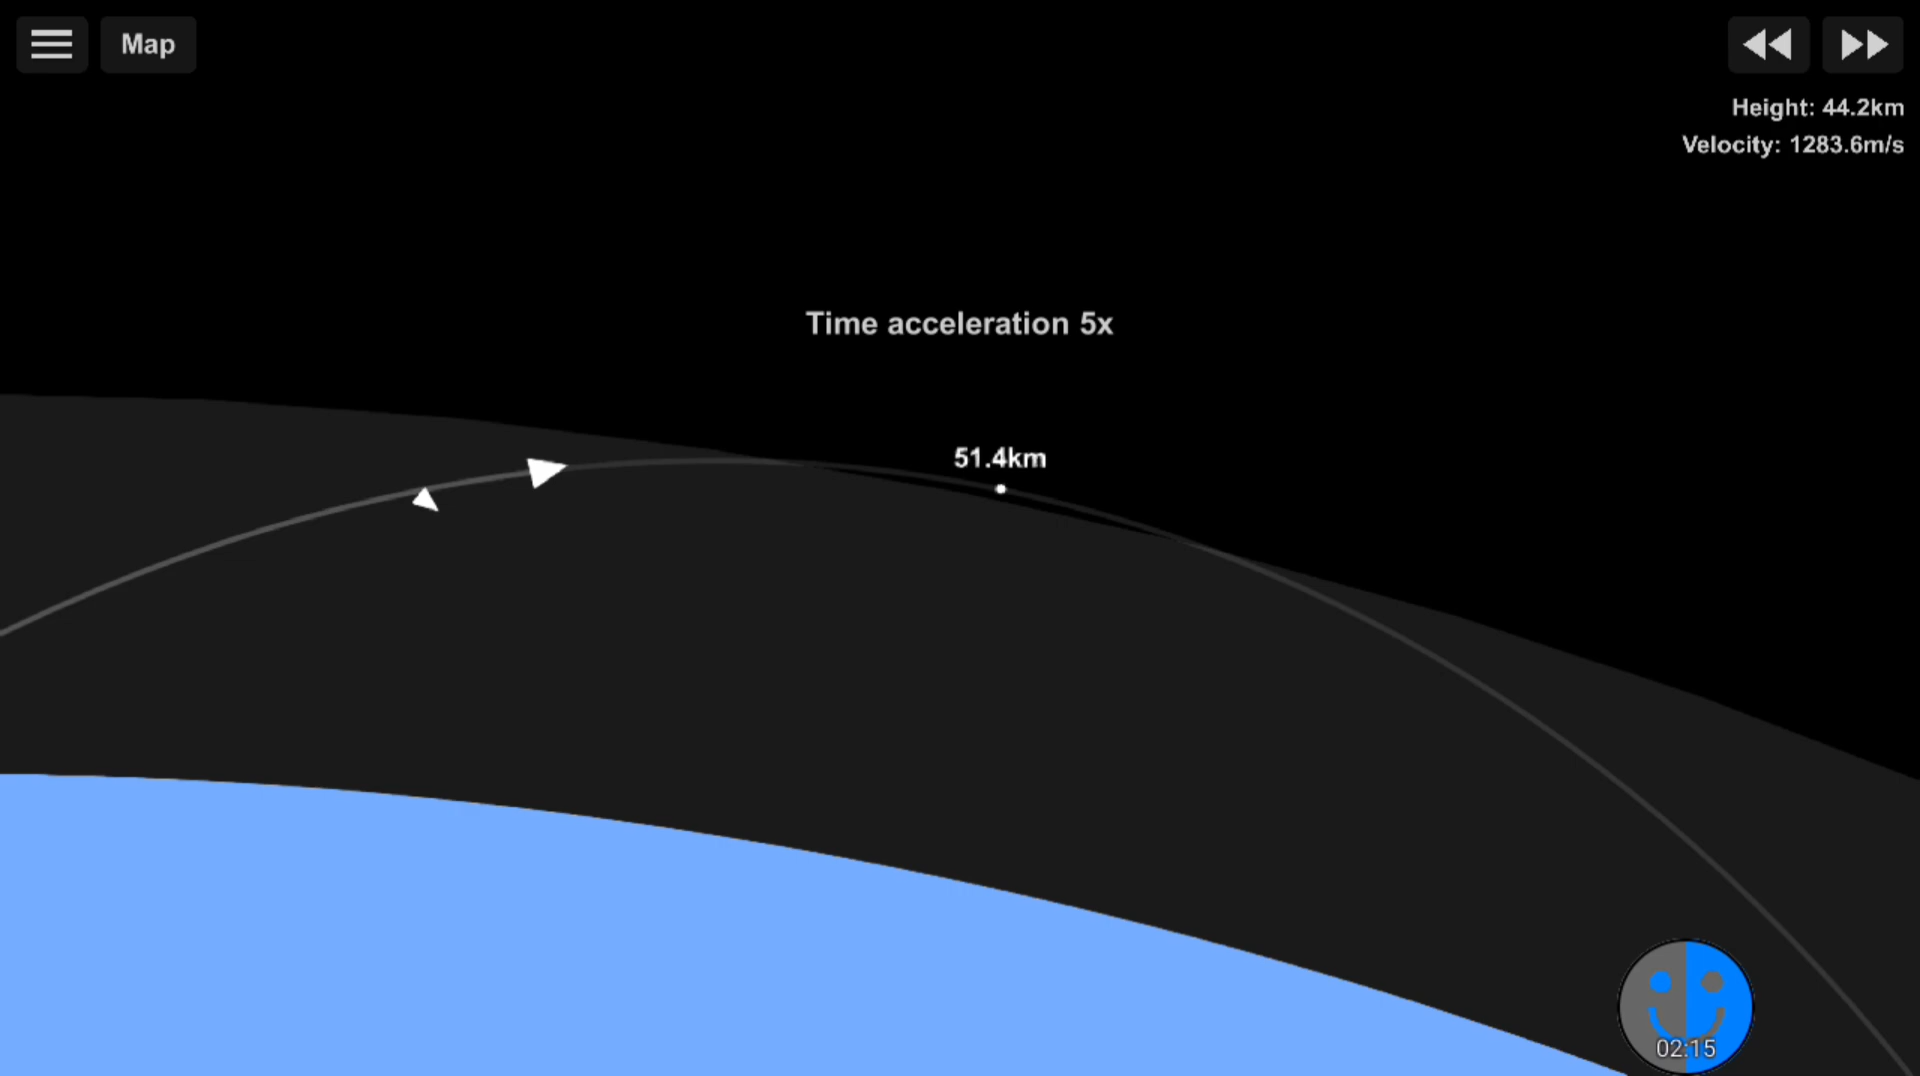 Map
Height: 44.2km
Velocity: 1283.6m/s
Time acceleration 5x
51.4km
02:15